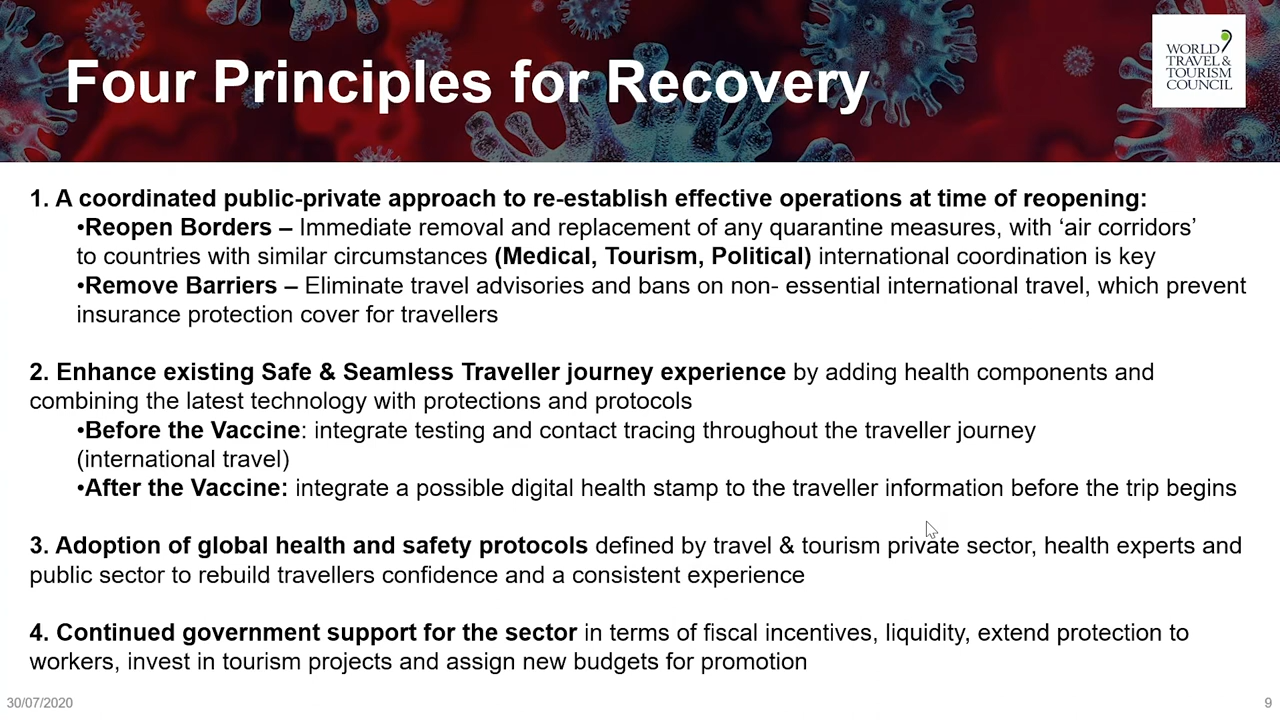 Four Principles for Recovery
WORLD
TRAVEL &
TOURISM
COUNCIL
1. A coordinated public-private approach to re-establish effective operations at time of reopening:
•Reopen Borders – Immediate removal and replacement of any quarantine measures, with ‘air corridors’
to countries with similar circumstances (Medical, Tourism, Political) international coordination is key
•Remove Barriers – Eliminate travel advisories and bans on non- essential international travel, which prevent
insurance protection cover for travellers
2. Enhance existing Safe & Seamless Traveller journey experience by adding health components and
combining the latest technology with protections and protocols
•Before the Vaccine: integrate testing and contact tracing throughout the traveller journey
(international travel)
•After the Vaccine: integrate a possible digital health stamp to the traveller information before the trip begins
3. Adoption of global health and safety protocols defined by travel & tourism private sector, health experts and
public sector to rebuild travellers confidence and a consistent experience
4. Continued government support for the sector in terms of fiscal incentives, liquidity, extend protection to
workers, invest in tourism projects and assign new budgets for promotion
30/07/2020
9